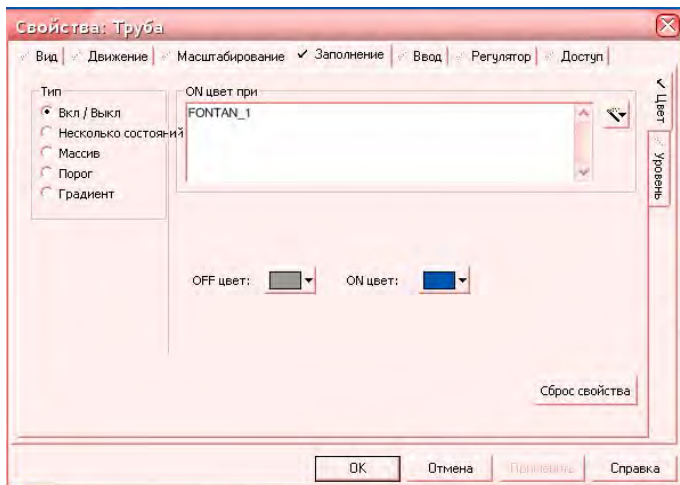 Свойства: Труба
Вид Движение Масштабирование Заполнение Ввод Регулятор Доступ
Тип
Вкл / Выкл
Несколько состояний
Массив
Порог
Градиент
ON цвет при
FONTAN_1
Цвет
Уровень
OFF цвет: ON цвет:
Сброс свойства
OK Отмена Применить Справка